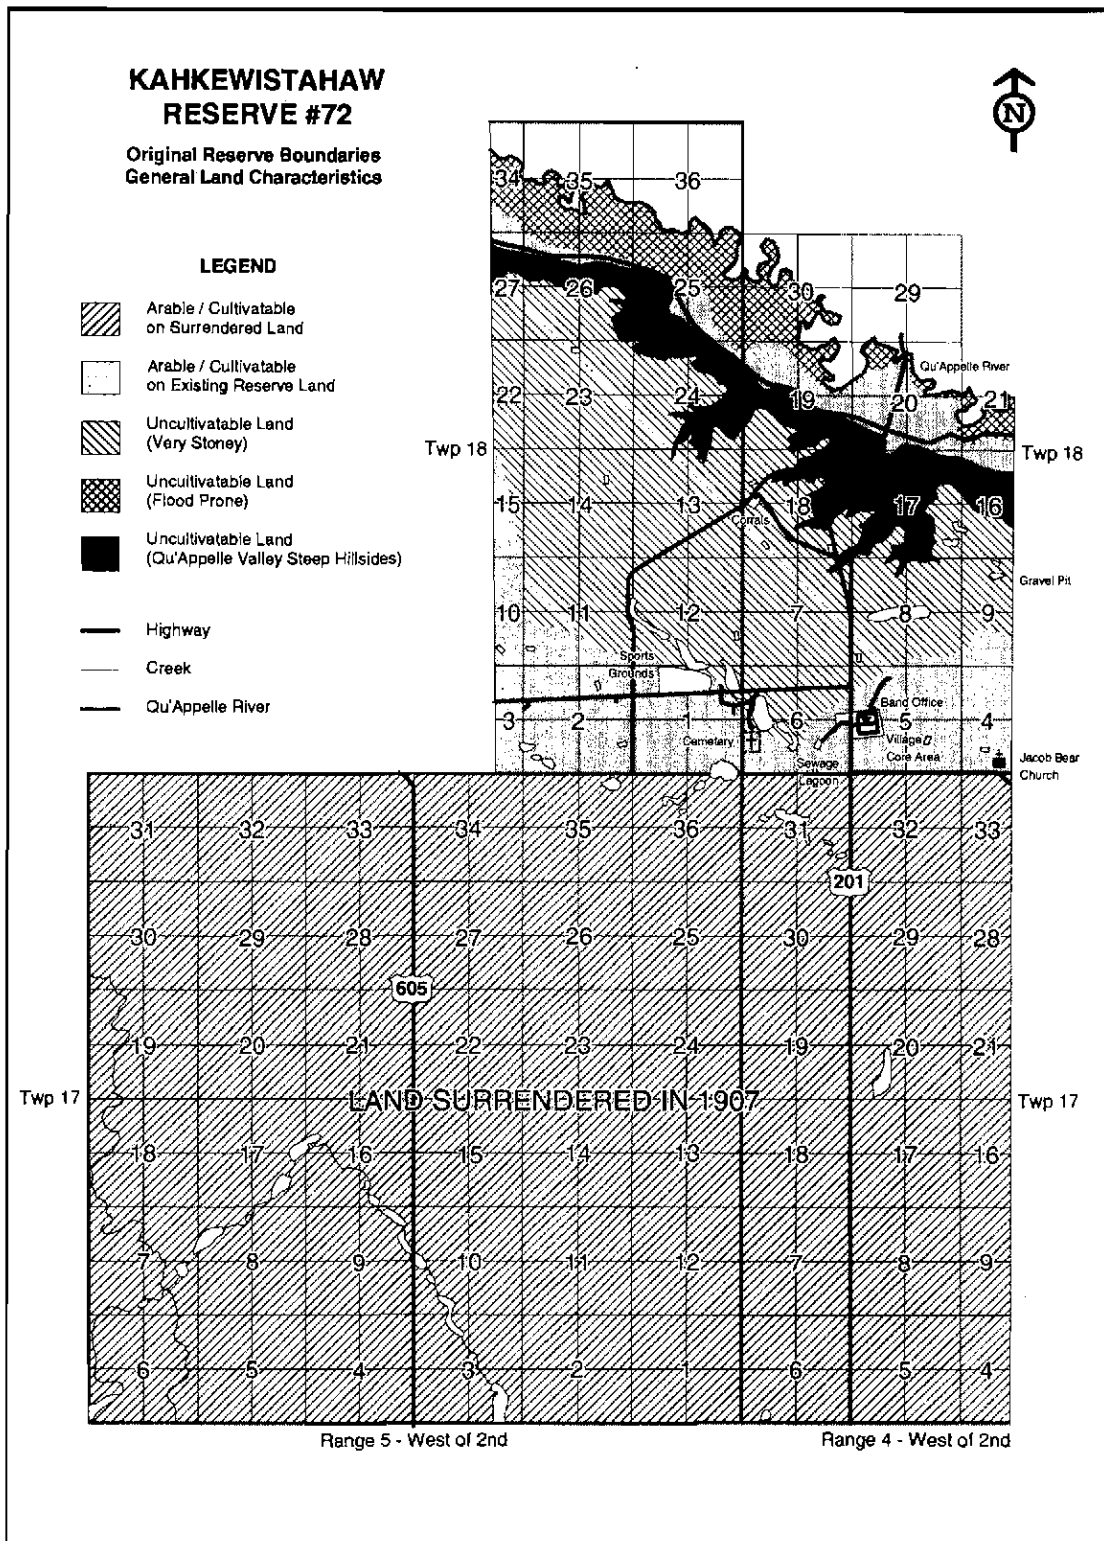 KAHKEWISTAHAW
RESERVE #72
Original Reserve Boundaries
General Land Characteristics
N
LEGEND
Arable / Cultivatable
on Surrendered Land
Arable / Cultivatable
on Existing Reserve Land
Uncultivatable Land
(Very Stoney)
Uncultivatable Land
(Flood Prone)
Uncultivatable Land
(Qu'Appelle Valley Steep Hillsides)
Highway
Creek
Qu'Appelle River
34 35 36
27 26 25 30 29
Qu'Appelle River
22 23 24 19 20 21
Twp 18 Twp 18
15 14 13 18 17 16
Corrals
Gravel Pit
10 11 12 7 8 9
Sports
Grounds
Band Office
3 2 1 6 5 4
Cemetery
Village
Sewage
Lagoon
Core Area
Jacob Bear
Church
31 32 33 34 35 36 31 32 33
201
30 29 28 27 26 25 30 29 28
605
19 20 21 22 23 24 19 20 21
Twp 17 LAND SURRENDERED IN 1907 Twp 17
18 17 16 15 14 13 18 17 16
7 8 9 10 11 12 7 8 9
6 5 4 3 2 1 6 5 4
Range 5 - West of 2nd Range 4 - West of 2nd